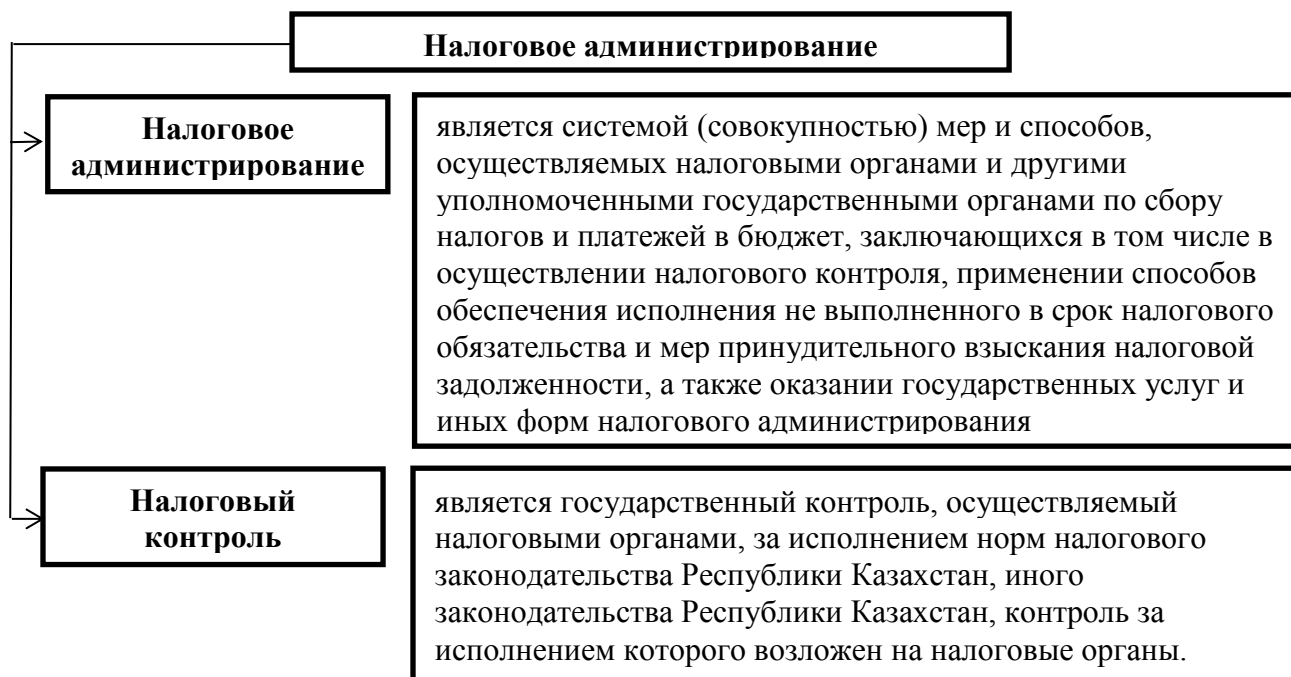 Налоговое администрирование
Налоговое
администрирование
является системой (совокупностью) мер и способов,
осуществляемых налоговыми органами и другими
уполномоченными государственными органами по сбору
налогов и платежей в бюджет, заключающихся в том числе в
осуществлении налогового контроля, применении способов
обеспечения исполнения не выполненного в срок налогового
обязательства и мер принудительного взыскания налоговой
задолженности, а также оказании государственных услуг и
иных форм налогового администрирования
Налоговый
контроль
является государственный контроль, осуществляемый
налоговыми органами, за исполнением норм налогового
законодательства Республики Казахстан, иного
законодательства Республики Казахстан, контроль за
исполнением которого возложен на налоговые органы.